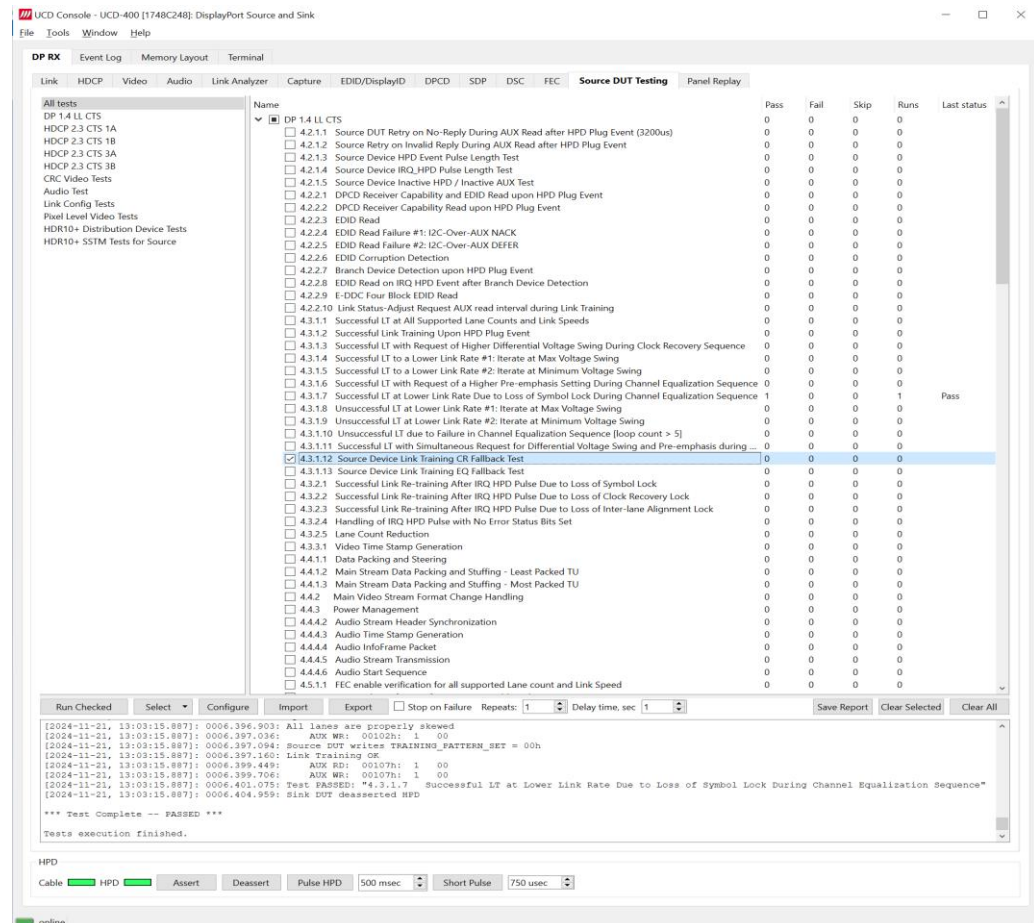 UCD Console - UCD-400 [1748C248]: DisplayPort Source and Sink
File Tools Window Help
DP RX Event Log Memory Layout Terminal
Link HDCP Video Audio Link Analyzer Capture EDID/DisplayID DPCD SDP DSC FEC Source DUT Testing Panel Replay
All tests
DP 1.4 LL CTS
HDCP 2.3 CTS 1A
HDCP 2.3 CTS 1B
HDCP 2.3 CTS 3A
HDCP 2.3 CTS 3B
CRC Video Tests
Audio Test
Link Config Tests
Pixel Level Video Tests
HDR10+ Distribution Device Tests
HDR10+ SSTM Tests for Source
Name Pass Fail Skip Runs Last status
DP 1.4 LL CTS 0 0 0 0
4.2.1.1 Source DUT Retry on No-Reply During AUX Read after HPD Plug Event (3200us) 0 0 0 0
4.2.1.2 Source Retry on Invalid Reply During AUX Read after HPD Plug Event 0 0 0 0
4.2.1.3 Source Device HPD Event Pulse Length Test 0 0 0 0
4.2.1.4 Source Device IRQ_HPD Pulse Length Test 0 0 0 0
4.2.1.5 Source Device Inactive HPD / Inactive AUX Test 0 0 0 0
4.2.2.1 DPCD Receiver Capability and EDID Read upon HPD Plug Event 0 0 0 0
4.2.2.2 DPCD Receiver Capability Read upon HPD Plug Event 0 0 0 0
4.2.2.3 EDID Read 0 0 0 0
4.2.2.4 EDID Read Failure #1: I2C-Over-AUX NACK 0 0 0 0
4.2.2.5 EDID Read Failure #2: I2C-Over-AUX DEFER 0 0 0 0
4.2.2.6 EDID Corruption Detection 0 0 0 0
4.2.2.7 Branch Device Detection upon HPD Plug Event 0 0 0 0
4.2.2.8 EDID Read on IRQ HPD Event after Branch Device Detection 0 0 0 0
4.2.2.9 E-DDC Four Block EDID Read 0 0 0 0
4.2.2.10 Link Status-Adjust Request AUX read interval during Link Training 0 0 0 0
4.3.1.1 Successful LT at All Supported Lane Counts and Link Speeds 0 0 0 0
4.3.1.2 Successful Link Training Upon HPD Plug Event 0 0 0 0
4.3.1.3 Successful LT with Request of Higher Differential Voltage Swing During Clock Recovery Sequence 0 0 0 0
4.3.1.4 Successful LT to a Lower Link Rate #1: Iterate at Max Voltage Swing 0 0 0 0
4.3.1.5 Successful LT to a Lower Link Rate #2: Iterate at Minimum Voltage Swing 0 0 0 0
4.3.1.6 Successful LT with Request of a Higher Pre-emphasis Setting During Channel Equalization Sequence 0 0 0 0
4.3.1.7 Successful LT at Lower Link Rate Due to Loss of Symbol Lock During Channel Equalization Sequence 1 0 0 1 Pass
4.3.1.8 Unsuccessful LT at Lower Link Rate #1: Iterate at Max Voltage Swing 0 0 0 0
4.3.1.9 Unsuccessful LT at Lower Link Rate #2: Iterate at Minimum Voltage Swing 0 0 0 0
4.3.1.10 Unsuccessful LT due to Failure in Channel Equalization Sequence [loop count > 5] 0 0 0 0
4.3.1.11 Successful LT with Simultaneous Request for Differential Voltage Swing and Pre-emphasis during ... 0 0 0 0
4.3.1.12 Source Device Link Training CR Fallback Test 0 0 0 0
4.3.1.13 Source Device Link Training EQ Fallback Test 0 0 0 0
4.3.2.1 Successful Link Re-training After IRQ HPD Pulse Due to Loss of Symbol Lock 0 0 0 0
4.3.2.2 Successful Link Re-training After IRQ HPD Pulse Due to Loss of Clock Recovery Lock 0 0 0 0
4.3.2.3 Successful Link Re-training After IRQ HPD Pulse Due to Loss of Inter-lane Alignment Lock 0 0 0 0
4.3.2.4 Handling of IRQ HPD Pulse with No Error Status Bits Set 0 0 0 0
4.3.2.5 Lane Count Reduction 0 0 0 0
4.3.3.1 Video Time Stamp Generation 0 0 0 0
4.4.1.1 Data Packing and Steering 0 0 0 0
4.4.1.2 Main Stream Data Packing and Stuffing - Least Packed TU 0 0 0 0
4.4.1.3 Main Stream Data Packing and Stuffing - Most Packed TU 0 0 0 0
4.4.2 Main Video Stream Format Change Handling 0 0 0 0
4.4.3 Power Management 0 0 0 0
4.4.4.2 Audio Stream Header Synchronization 0 0 0 0
4.4.4.3 Audio Time Stamp Generation 0 0 0 0
4.4.4.4 Audio InfoFrame Packet 0 0 0 0
4.4.4.5 Audio Stream Transmission 0 0 0 0
4.4.4.6 Audio Start Sequence 0 0 0 0
4.5.1.1 FEC enable verification for all supported Lane count and Link Speed 0 0 0 0
Run Checked Select Configure Import Export Stop on Failure Repeats: 1 Delay time, sec 1 Save Report Clear Selected Clear All
[2024-11-21, 13:03:15.887]: 0006.396.903: All lanes are properly skewed
[2024-11-21, 13:03:15.887]: 0006.397.036: AUX WR: 00102h: 1 00
[2024-11-21, 13:03:15.887]: 0006.397.094: Source DUT writes TRAINING_PATTERN_SET = 00h
[2024-11-21, 13:03:15.887]: 0006.397.160: Link Training OK
[2024-11-21, 13:03:15.887]: 0006.399.449: AUX RD: 00107h: 1 00
[2024-11-21, 13:03:15.887]: 0006.399.706: AUX WR: 00107h: 1 00
[2024-11-21, 13:03:15.887]: 0006.401.075: Test PASSED: "4.3.1.7 Successful LT at Lower Link Rate Due to Loss of Symbol Lock During Channel Equalization Sequence"
[2024-11-21, 13:03:15.887]: 0006.404.959: Sink DUT deasserted HPD
*** Test Complete -- PASSED ***
Tests execution finished.
HPD
Cable HPD Assert Deassert Pulse HPD 500 msec Short Pulse 750 usec
online